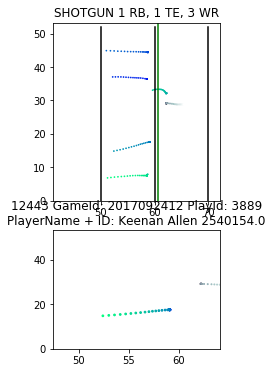 SHOTGUN 1 RB, 1 TE, 3 WR
50
40
30
20
10
0
50 60 70
12443 GameId: 2017092412 PlayId: 3889
PlayerName + ID: Keenan Allen 2540154.0
40
20
0
50 55 60